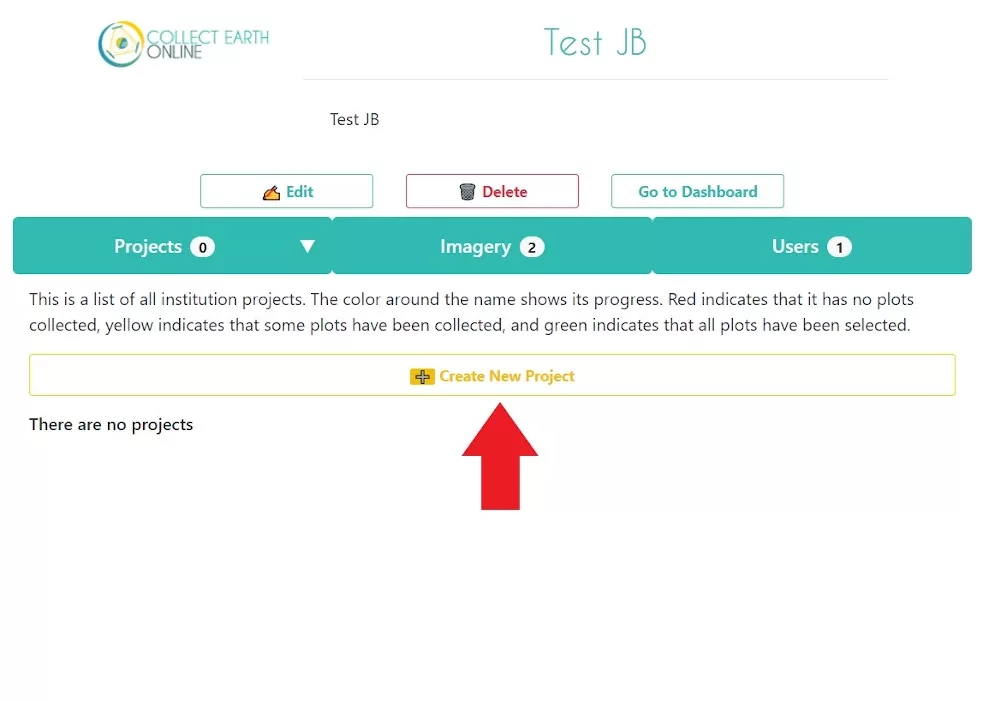 COLLECT EARTH
ONLINE
Test JB
Test JB
Edit
Delete
Go to Dashboard
Projects 0
Imagery 2
Users 1
This is a list of all institution projects. The color around the name shows its progress. Red indicates that it has no plots
collected, yellow indicates that some plots have been collected, and green indicates that all plots have been selected.
Create New Project
There are no projects